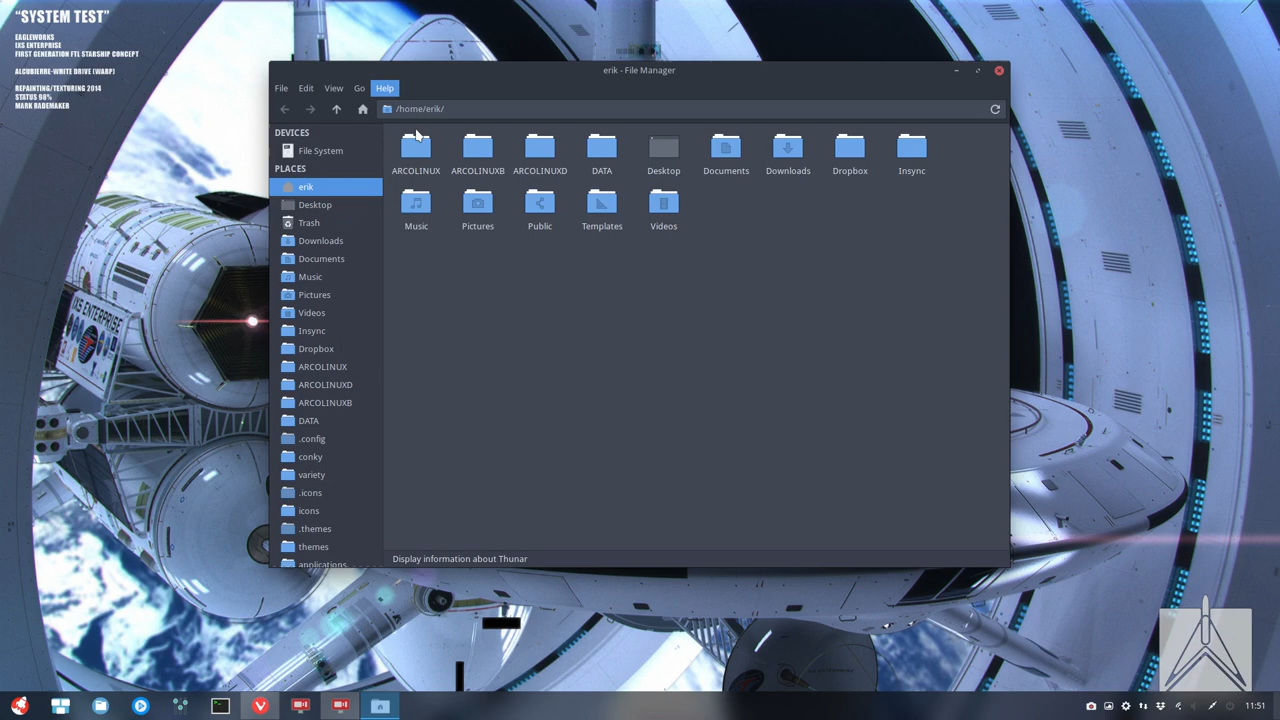 “SYSTEM TEST”
EAGLEWORKS
IXS ENTERPRISE
FIRST GENERATION FTL STARSHIP CONCEPT
ALCUBIERRE-WHITE DRIVE (WARP)
REPAINTING/TEXTURING 2014
STATUS 98%
MARK RADEMAKER
erik - File Manager
File Edit View Go Help
/home/erik/
DEVICES
File System
PLACES
erik
Desktop
Trash
Downloads
Documents
Music
Pictures
Videos
Insync
Dropbox
ARCOLINUX
ARCOLINUXD
ARCOLINUXB
DATA
.config
conky
variety
.icons
icons
.themes
themes
applications
ARCOLINUX ARCOLINUXB ARCOLINUXD DATA Desktop Documents Downloads Dropbox Insync
Music Pictures Public Templates Videos
Display information about Thunar
IXS ENTERPRISE
11:51